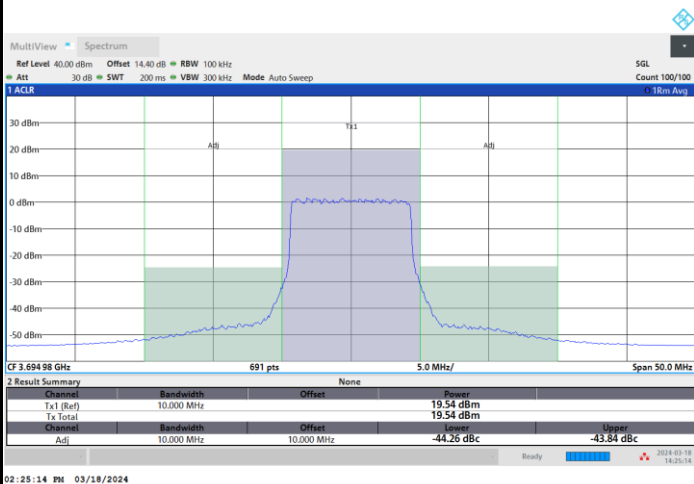 MultiView Spectrum
Ref Level 40.00 dBm Offset 14.40 dB RBW 100 kHz SGL
Att 30 dB SWT 200 ms VBW 300 kHz Mode Auto Sweep Count 100/100
1 ACLR 1Rm Avg
30 dBm
Tx1
20 dBm
Adj Adj
10 dBm
0 dBm
-10 dBm
-20 dBm
-30 dBm
-40 dBm
-50 dBm
CF 3.694 98 GHz 691 pts 5.0 MHz/ Span 50.0 MHz
2 Result Summary None
Channel Bandwidth Offset Power
Tx1 (Ref) 10.000 MHz 19.54 dBm
Tx Total 19.54 dBm
Channel Bandwidth Offset Lower Upper
Adj 10.000 MHz 10.000 MHz -44.26 dBc -43.84 dBc
Ready 2024-03-18
14:25:14
02:25:14 PM 03/18/2024